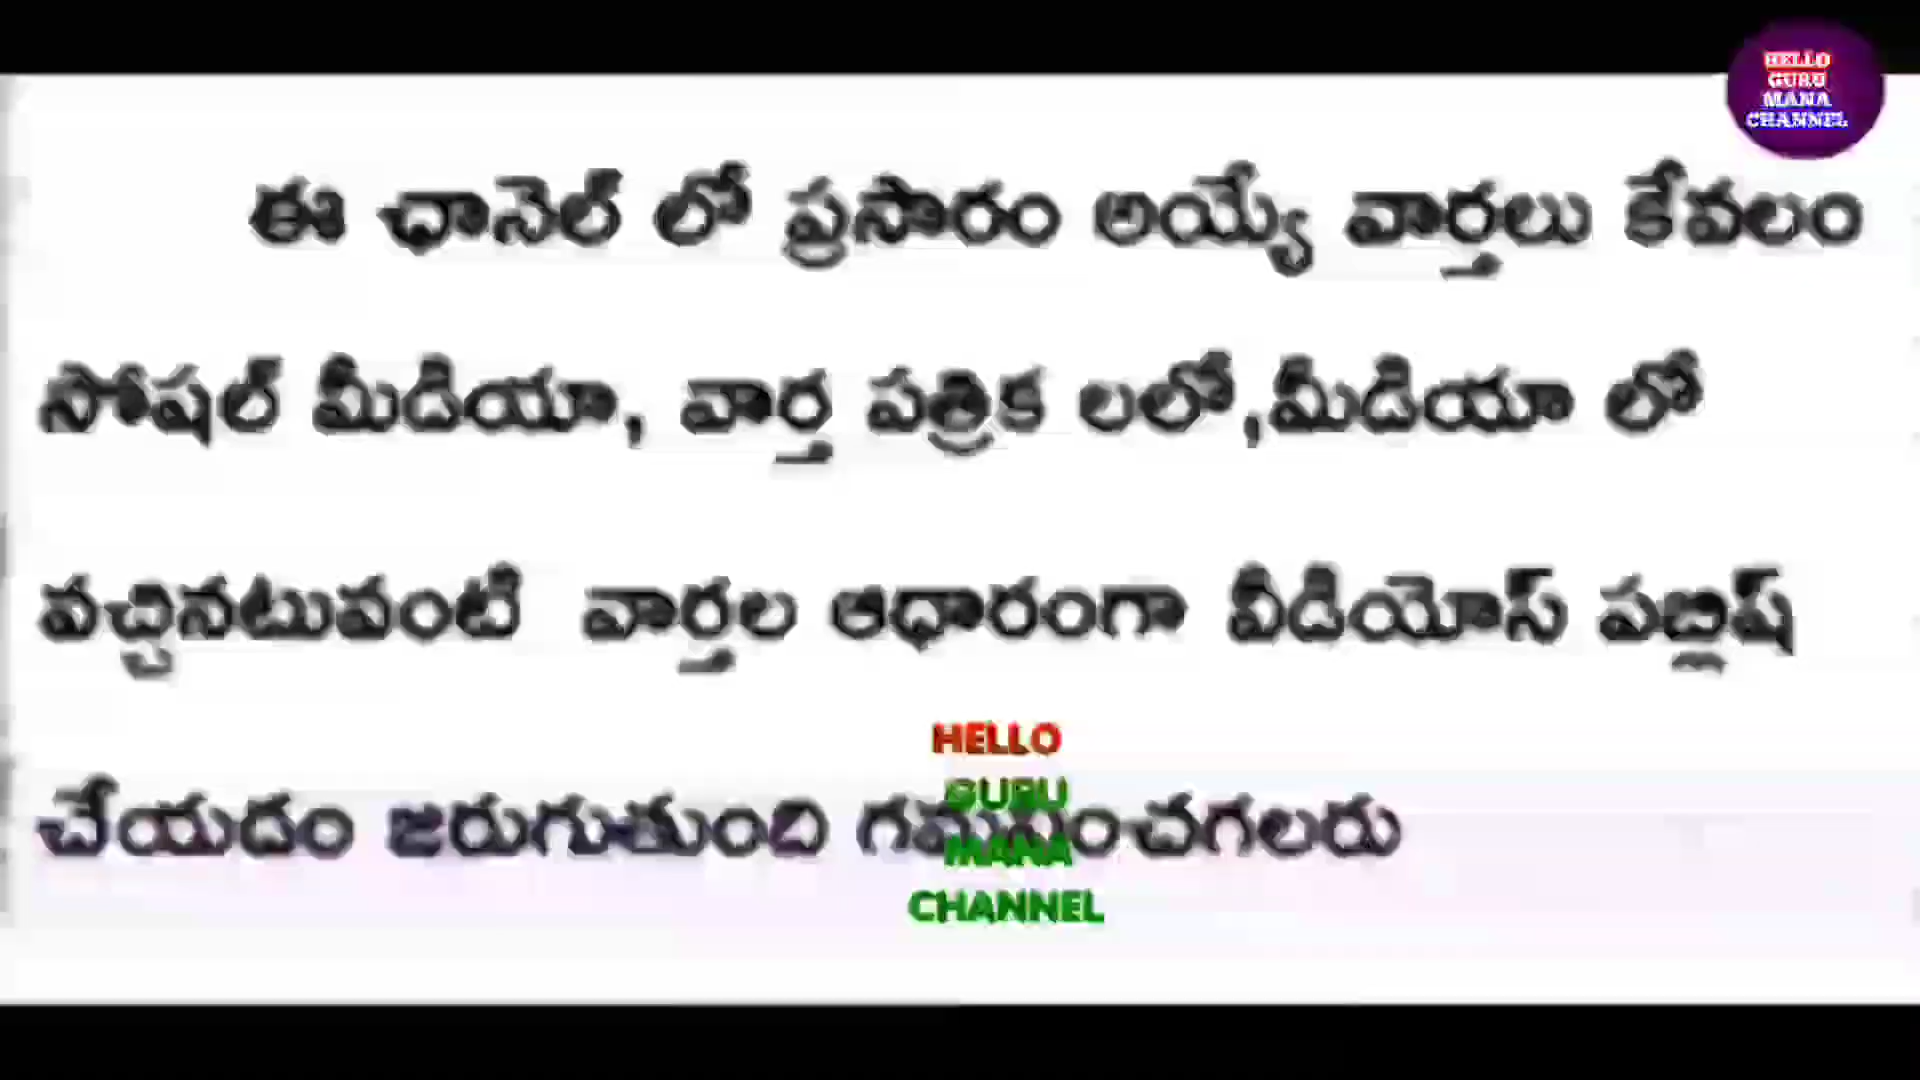 HELLO
GURU
MANA
CHANNEL
ఈ ఛానెల్ లో ప్రసారం అయ్యే వార్తలు కేవలం
సోషల్ మీడియా, వార్త పత్రిక లలో,మీడియా లో
వచ్చినటువంటి వార్తల ఆధారంగా వీడియోస్ పబ్లిష్
చేయడం జరుగుతుంది గమనించగలరు
HELLO
GURU
MANA
CHANNEL